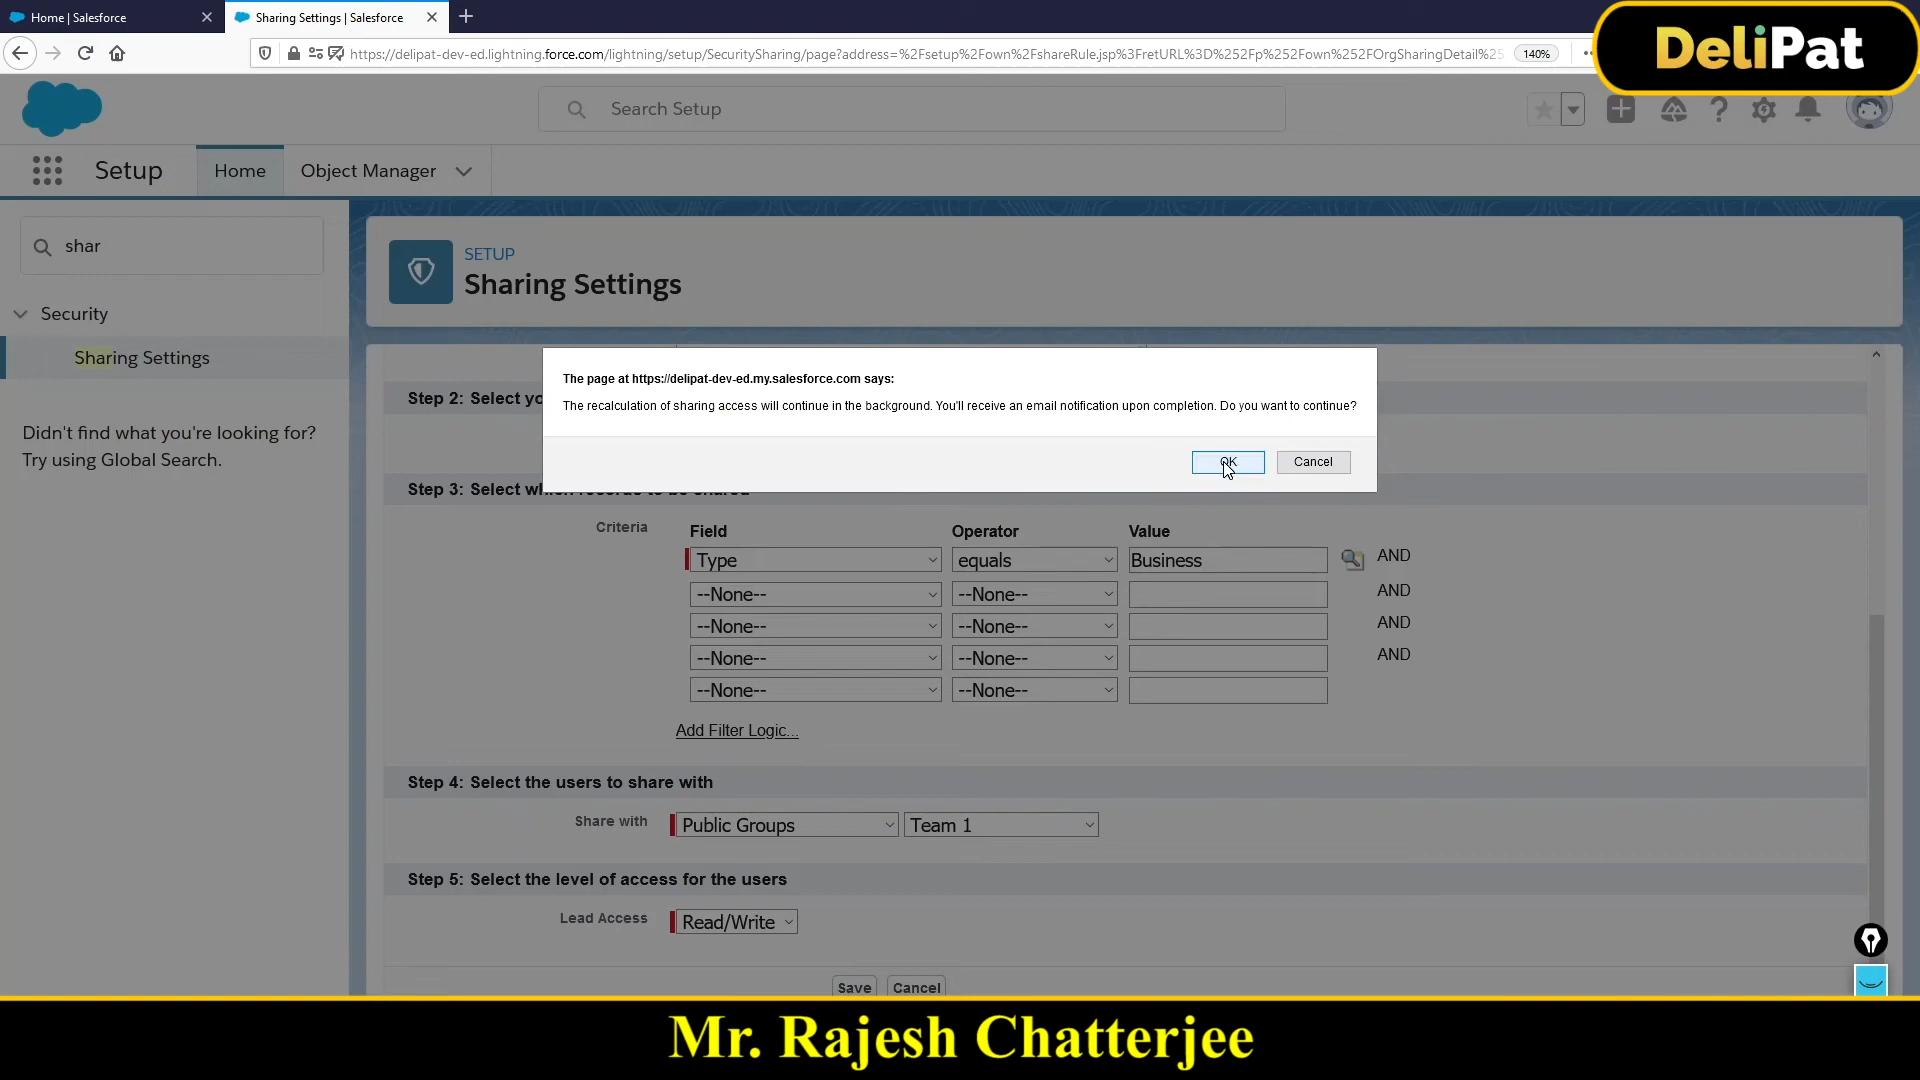 Home | Salesforce
Sharing Settings | Salesforce
https://delipat-dev-ed.lightning.force.com/lightning/setup/SecuritySharing/page?address=%2Fsetup%2Fown%2FshareRule.jsp%3FretURL%3D%252Fp%252Fown%252FOrgSharingDetail%25
140%
DeliPat
Search Setup
Setup
Home
Object Manager
shar
Security
Sharing Settings
Didn't find what you're looking for?
Try using Global Search.
SETUP
Sharing Settings
The page at https://delipat-dev-ed.my.salesforce.com says:
The recalculation of sharing access will continue in the background. You'll receive an email notification upon completion. Do you want to continue?
OK
Cancel
Step 2: Select yo
Step 3: Select which records to be shared
Criteria
Field
Operator
Value
Type
equals
Business
AND
--None--
--None--
AND
--None--
--None--
AND
--None--
--None--
AND
--None--
--None--
Add Filter Logic...
Step 4: Select the users to share with
Share with
Public Groups
Team 1
Step 5: Select the level of access for the users
Lead Access
Read/Write
Save
Cancel
Mr. Rajesh Chatterjee